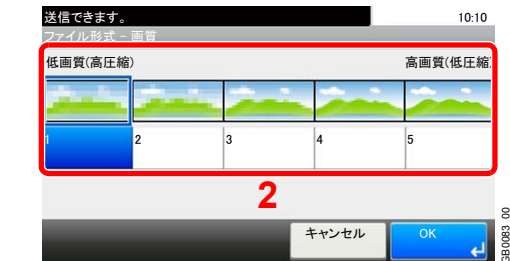 送信できます。 10:10
ファイル形式 - 画質
低画質(高圧縮) 高画質(低圧縮)
1 2 3 4 5
2
キャンセル OK
GB0083 00